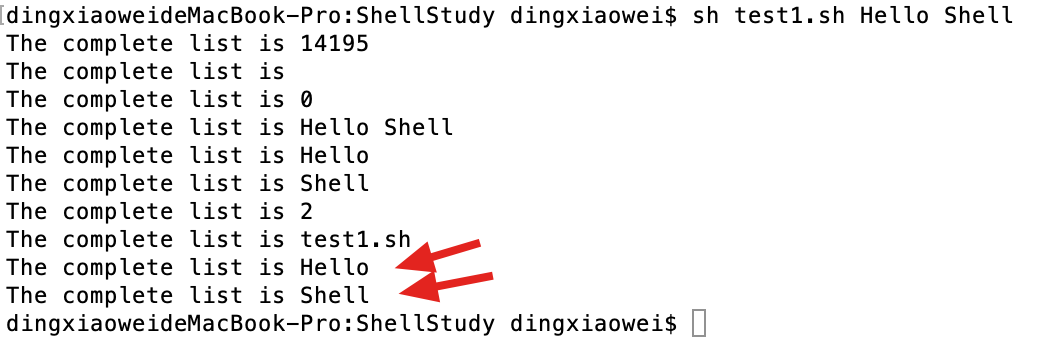 dingxiaoweideMacBook-Pro:ShellStudy dingxiaowei$ sh test1.sh Hello Shell
The complete list is 14195
The complete list is
The complete list is 0
The complete list is Hello Shell
The complete list is Hello
The complete list is Shell
The complete list is 2
The complete list is test1.sh
The complete list is Hello
The complete list is Shell
dingxiaoweideMacBook-Pro:ShellStudy dingxiaowei$